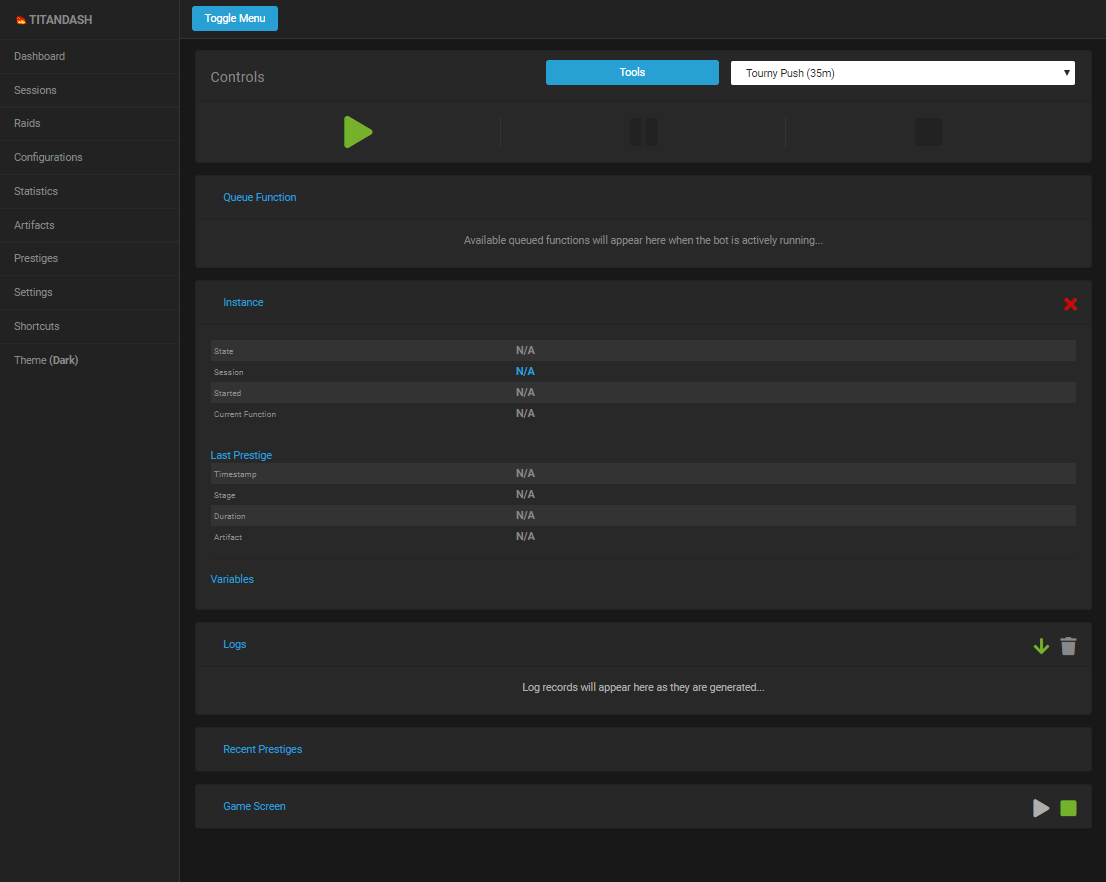 TITANDASH
Toggle Menu
Dashboard
Sessions
Raids
Configurations
Statistics
Artifacts
Prestiges
Settings
Shortcuts
Theme (Dark)
Controls
Tools
Tourny Push (35m)
Queue Function
Available queued functions will appear here when the bot is actively running...
Instance
State N/A
Session N/A
Started N/A
Current Function N/A
Last Prestige
Timestamp N/A
Stage N/A
Duration N/A
Artifact N/A
Variables
Logs
Log records will appear here as they are generated...
Recent Prestiges
Game Screen